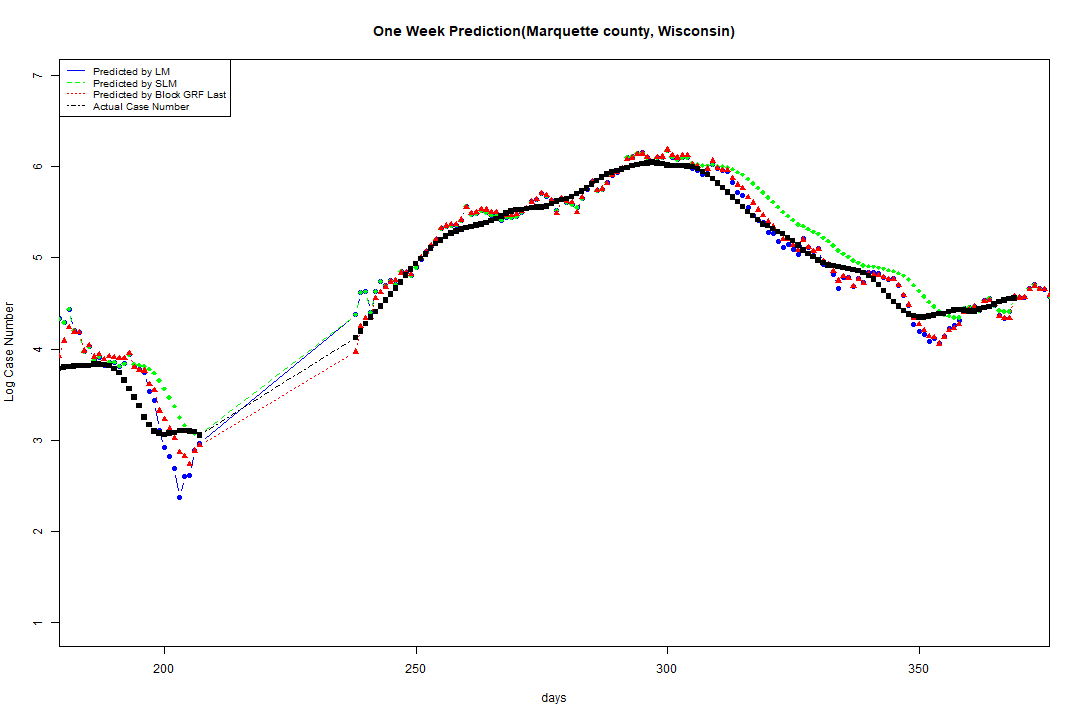 One Week Prediction(Marquette county, Wisconsin)
Predicted by LM
Predicted by SLM
Predicted by Block GRF Last
Actual Case Number
7
6
5
4
3
2
1
Log Case Number
200
250
300
350
days